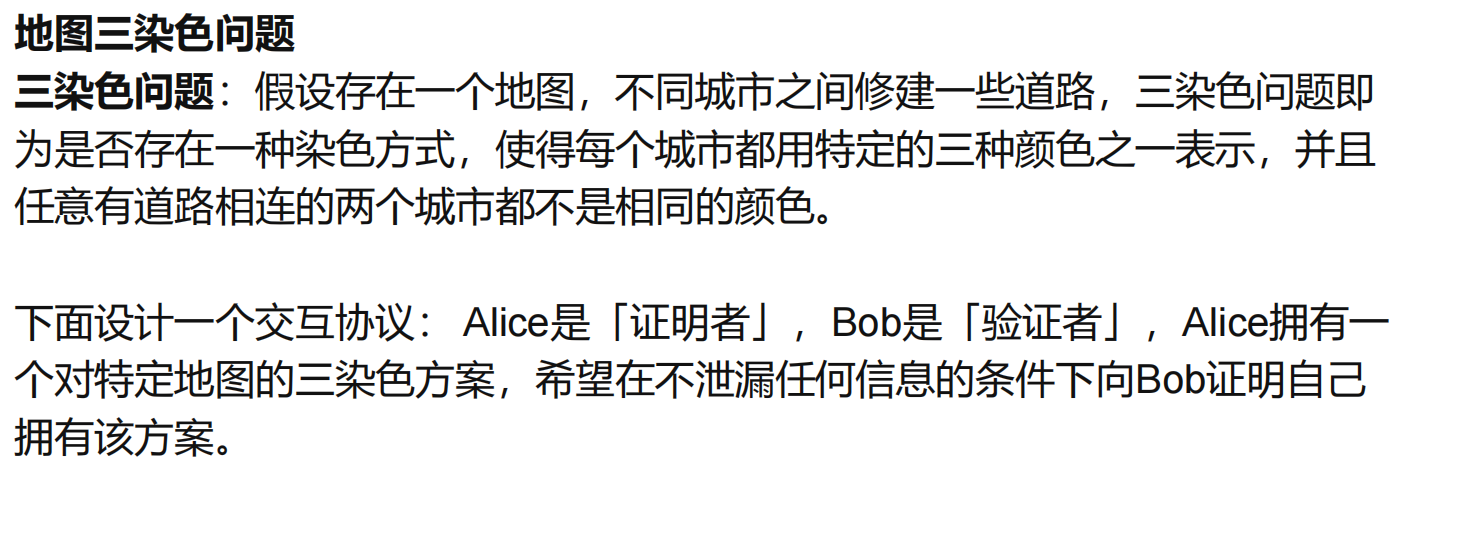 地图三染色问题
三染色问题：假设存在一个地图，不同城市之间修建一些道路，三染色问题即
为是否存在一种染色方式，使得每个城市都用特定的三种颜色之一表示，并且
任意有道路相连的两个城市都不是相同的颜色。
下面设计一个交互协议： Alice是「证明者」，Bob是「验证者」，Alice拥有一
个对特定地图的三染色方案，希望在不泄漏任何信息的条件下向Bob证明自己
拥有该方案。